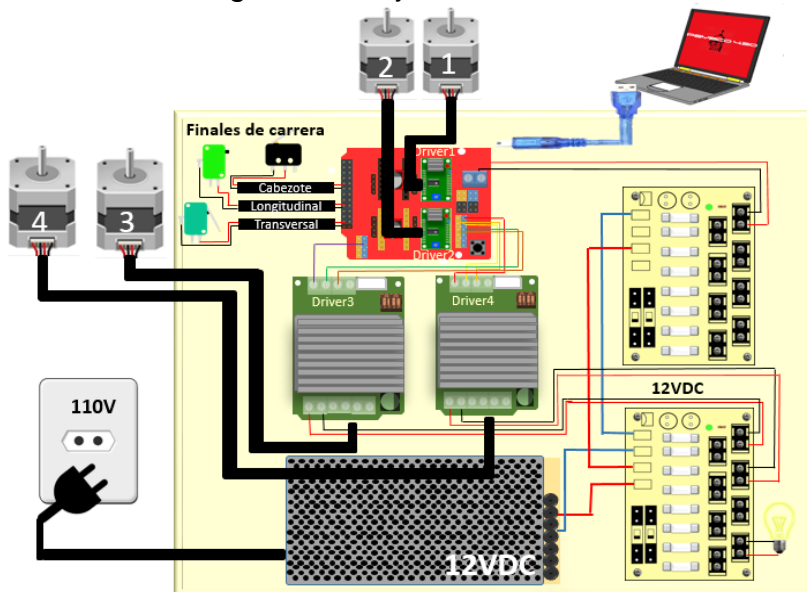 2
1
Finales de carrera
Driver1
Cabezote
Longitudinal
Transversal
4
3
Driver2
Driver3
Driver4
12VDC
110V
12VDC